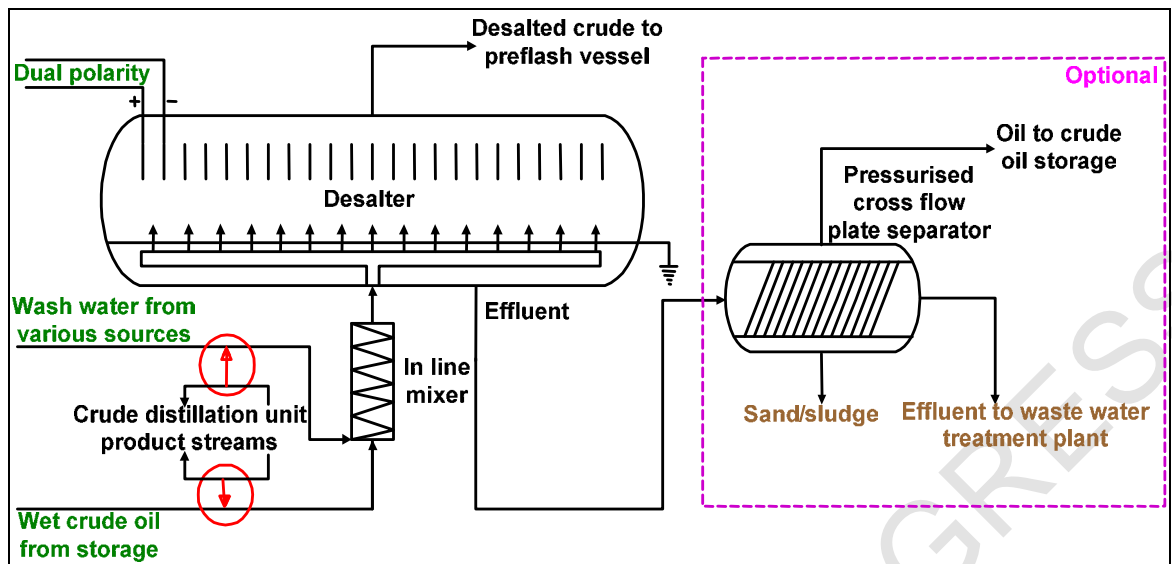 Desalted crude to
preflash vessel
Dual polarity
+ −
Optional
Oil to crude
oil storage
Pressurised
cross flow
plate separator
Desalter
Effluent
Wash water from
various sources
In line
mixer
Crude distillation unit
product streams
Sand/sludge
Effluent to waste water
treatment plant
Wet crude oil
from storage
GRESS